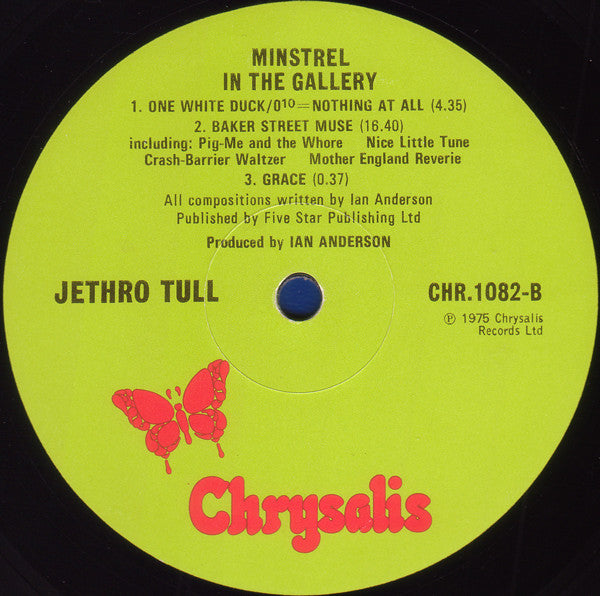 MINSTREL
IN THE GALLERY
1. ONE WHITE DUCK/0¹⁰=NOTHING AT ALL (4.35)
2. BAKER STREET MUSE (16.40)
including: Pig-Me and the Whore Nice Little Tune
Crash-Barrier Waltzer Mother England Reverie
3. GRACE (0.37)
All compositions written by Ian Anderson
Published by Five Star Publishing Ltd
Produced by IAN ANDERSON
JETHRO TULL
CHR.1082-B
℗ 1975 Chrysalis
Records Ltd
Chrysalis